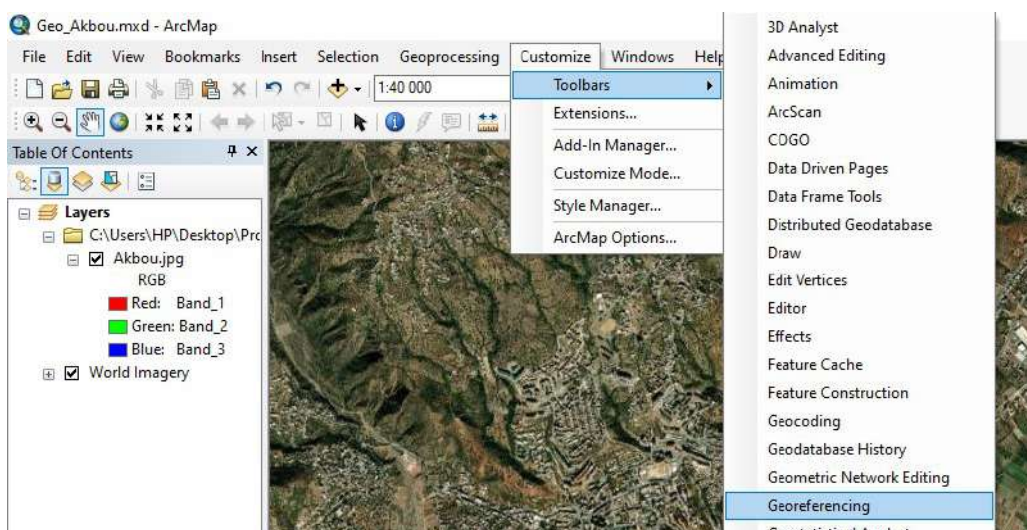 Geo_Akbou.mxd - ArcMap
File Edit View Bookmarks Insert Selection Geoprocessing Customize Windows Help
1:40 000
Table Of Contents
Layers
C:\Users\HP\Desktop\Pro
Akbou.jpg
RGB
Red: Band_1
Green: Band_2
Blue: Band_3
World Imagery
Toolbars
Extensions...
Add-In Manager...
Customize Mode...
Style Manager...
ArcMap Options...
3D Analyst
Advanced Editing
Animation
ArcScan
COGO
Data Driven Pages
Data Frame Tools
Distributed Geodatabase
Draw
Edit Vertices
Editor
Effects
Feature Cache
Feature Construction
Geocoding
Geodatabase History
Geometric Network Editing
Georeferencing